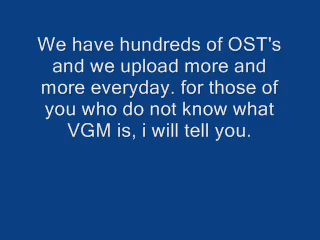 We have hundreds of OST's
and we upload more and
more everyday. for those of
you who do not know what
VGM is, i will tell you.